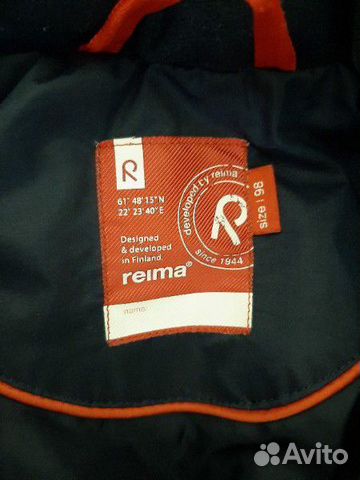 R
61° 48' 15"N
22° 23' 40"E
Designed
& developed
in Finland.
reima®
name:
developed by reima
R
since 1944
size | 98
Avito